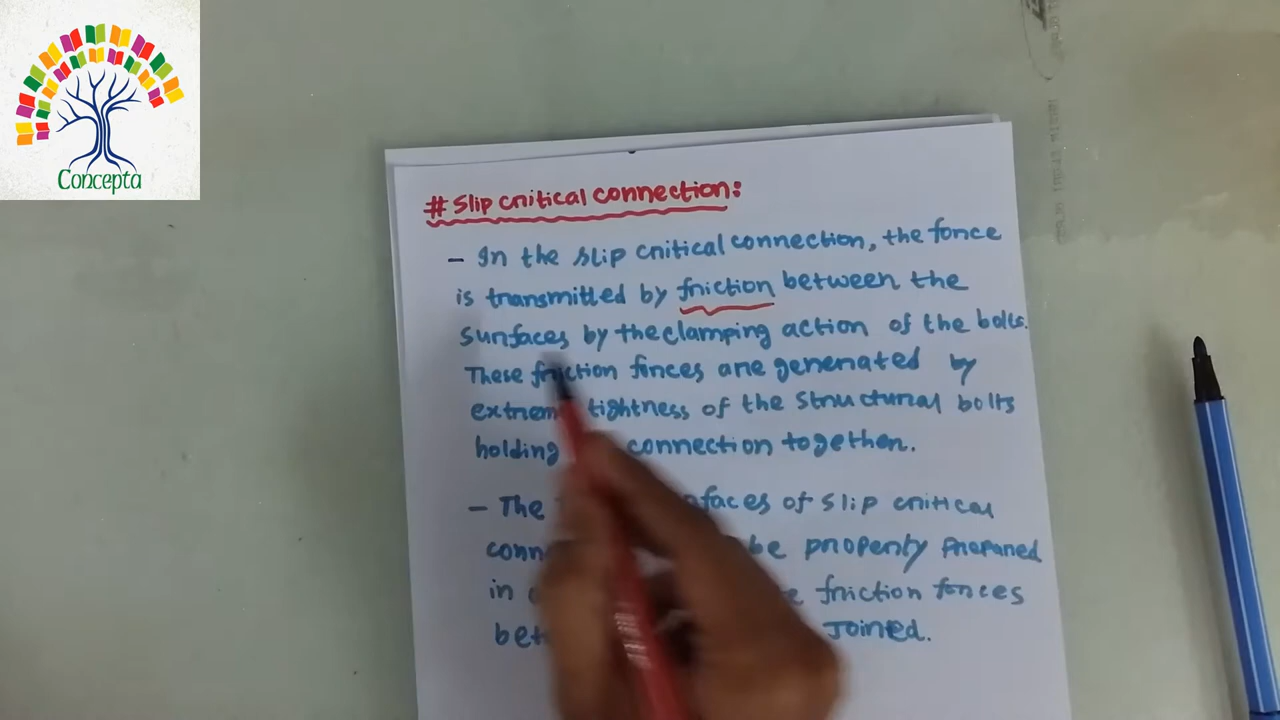 Concepta
# Slip critical connection:
- In the slip critical connection, the force
is transmitted by friction between the
surfaces by the clamping action of the bolts.
These friction forces are generated by
extreme tightness of the structural bolts
holding connection together.
- The of slip critical
be properly prepared
in friction forces
joined.